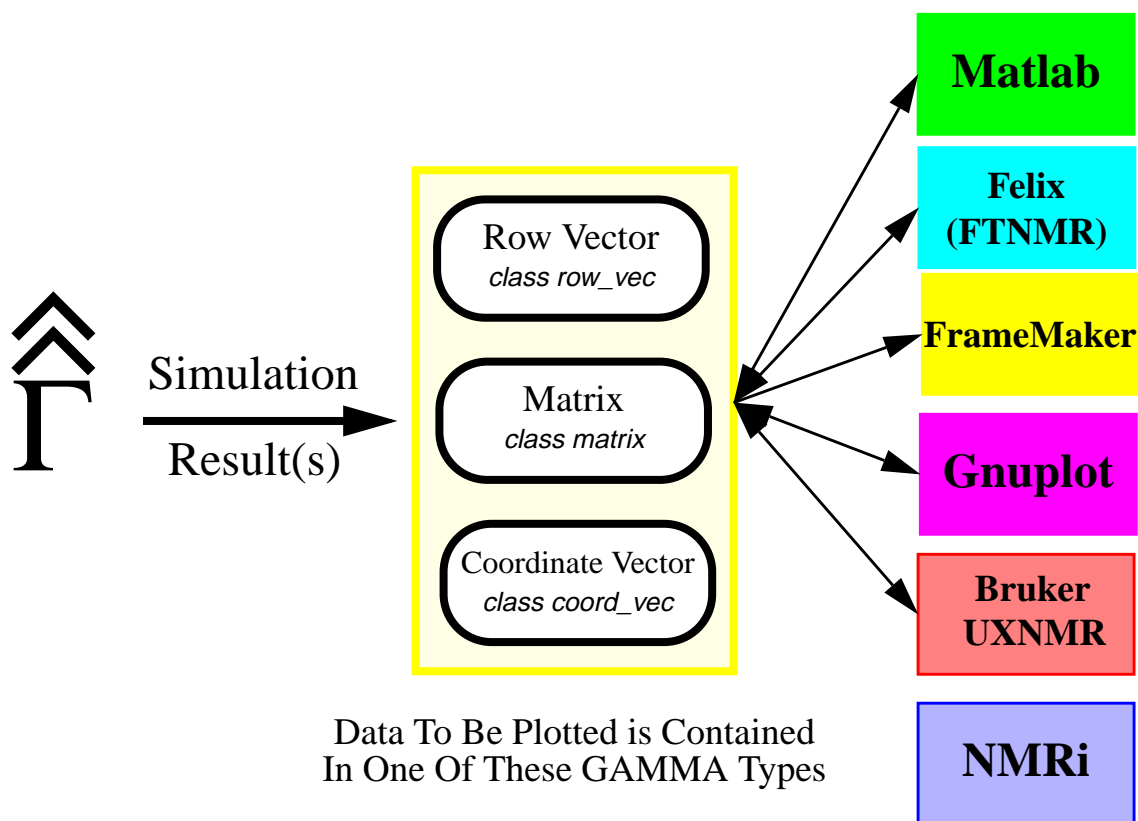 Γ
Simulation
Result(s)
Row Vector
class row_vec
Matrix
class matrix
Coordinate Vector
class coord_vec
Data To Be Plotted is Contained
In One Of These GAMMA Types
Matlab
Felix
(FTNMR)
FrameMaker
Gnuplot
Bruker
UXNMR
NMRi